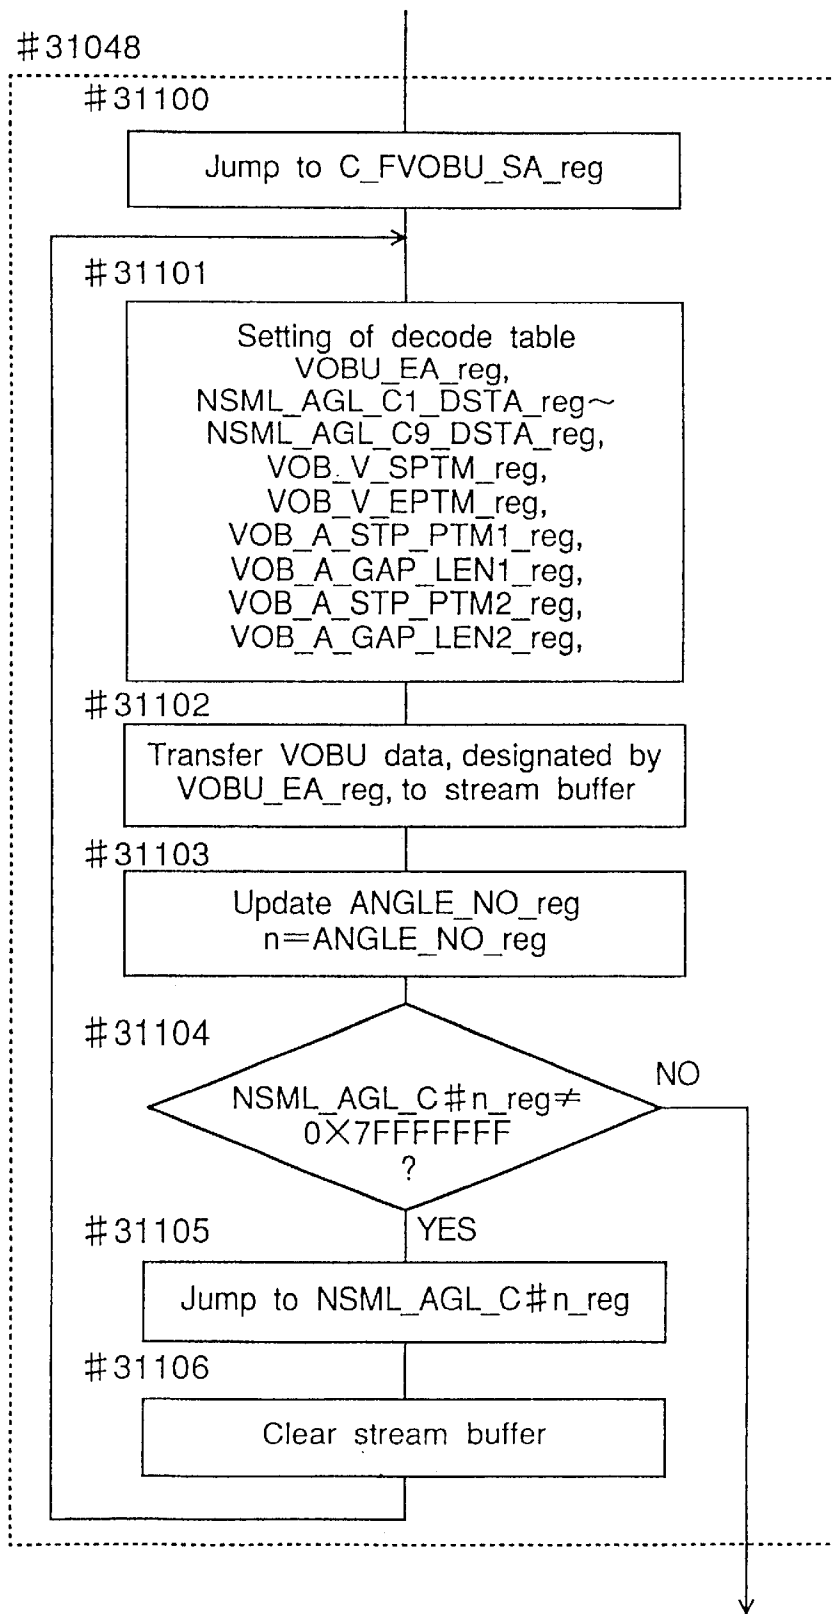 #31048
#31100
Jump to C_FVOBU_SA_reg
#31101
Setting of decode table
VOBU_EA_reg,
NSML_AGL_C1_DSTA_reg~
NSML_AGL_C9_DSTA_reg,
VOB_V_SPTM_reg,
VOB_V_EPTM_reg,
VOB_A_STP_PTM1_reg,
VOB_A_GAP_LEN1_reg,
VOB_A_STP_PTM2_reg,
VOB_A_GAP_LEN2_reg,
#31102
Transfer VOBU data, designated by
VOBU_EA_reg, to stream buffer
#31103
Update ANGLE_NO_reg
n=ANGLE_NO_reg
#31104
NO
NSML_AGL_C#n_reg≠
0X7FFFFFFF
?
#31105
YES
Jump to NSML_AGL_C#n_reg
#31106
Clear stream buffer